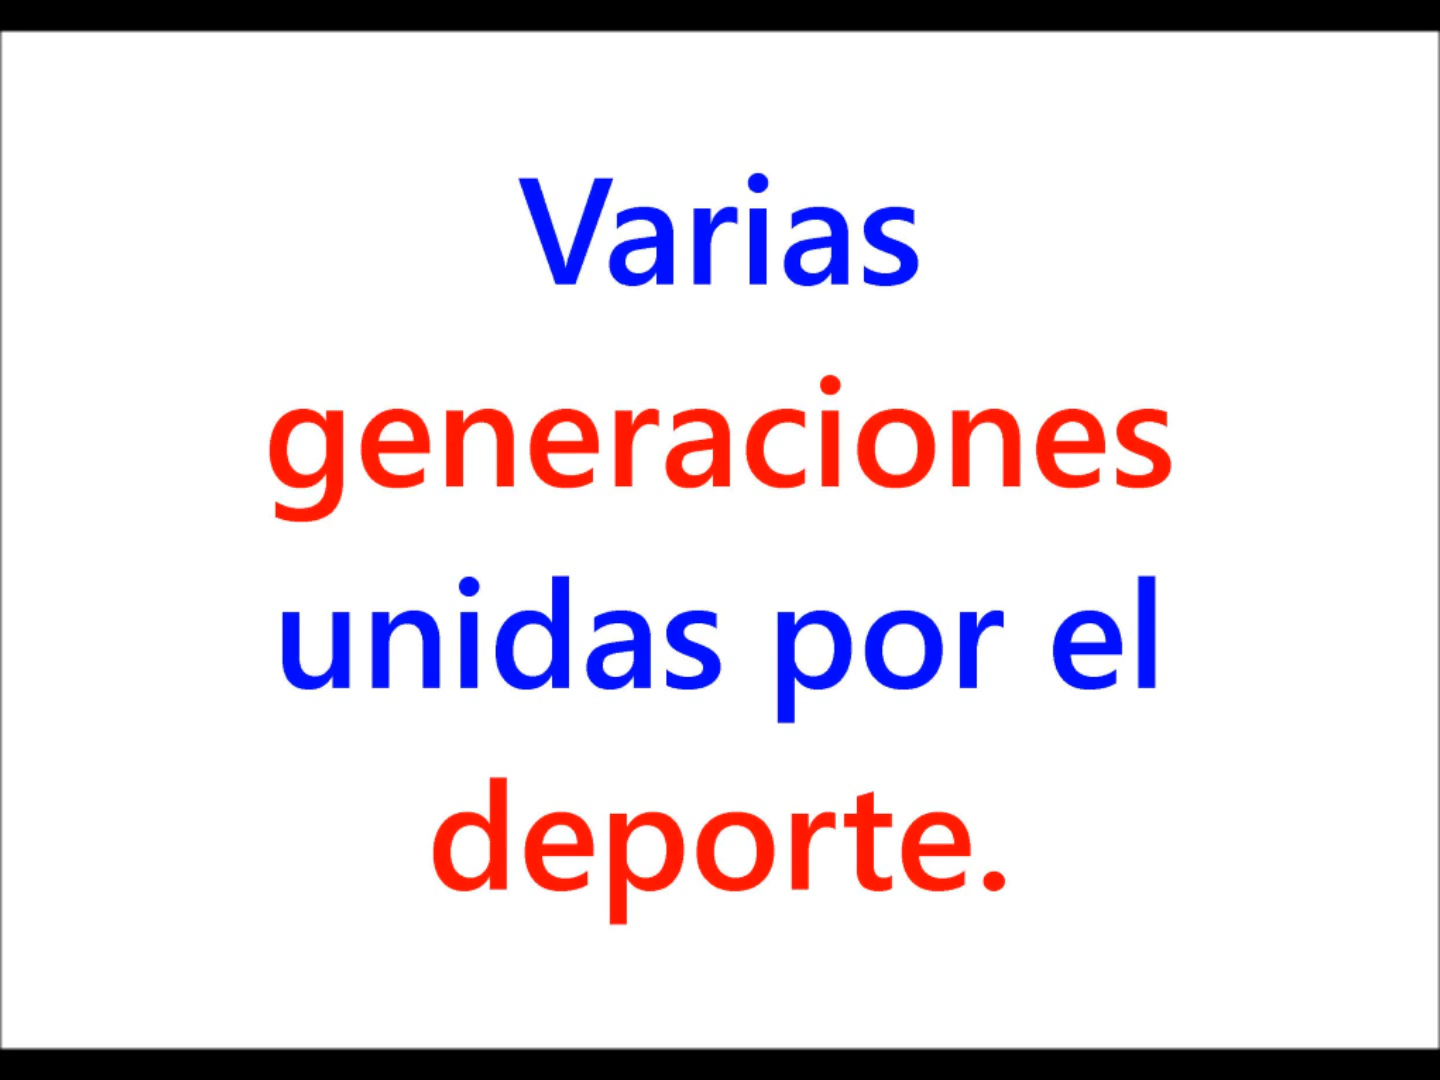 Varias
generaciones
unidas por el
deporte.